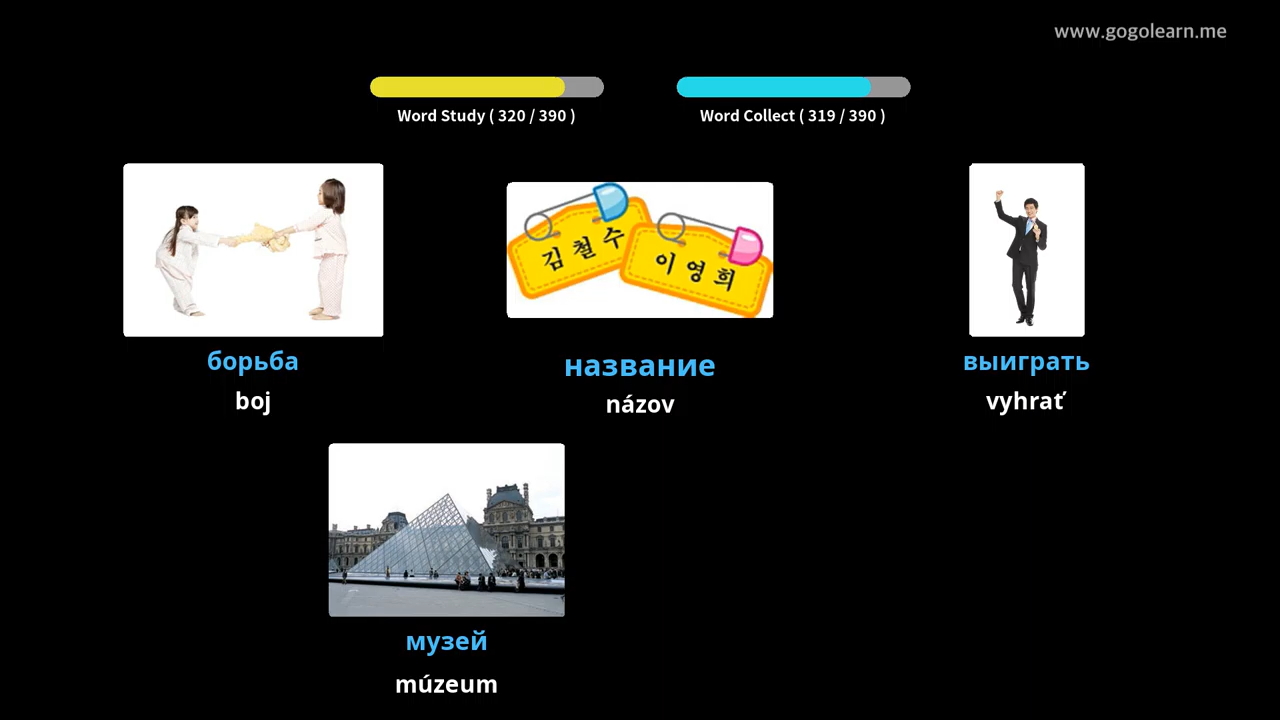 www.gogolearn.me
Word Study ( 320 / 390 )
Word Collect ( 319 / 390 )
김철수
이영희
борьба
boj
название
názov
выиграть
vyhrať
музей
múzeum